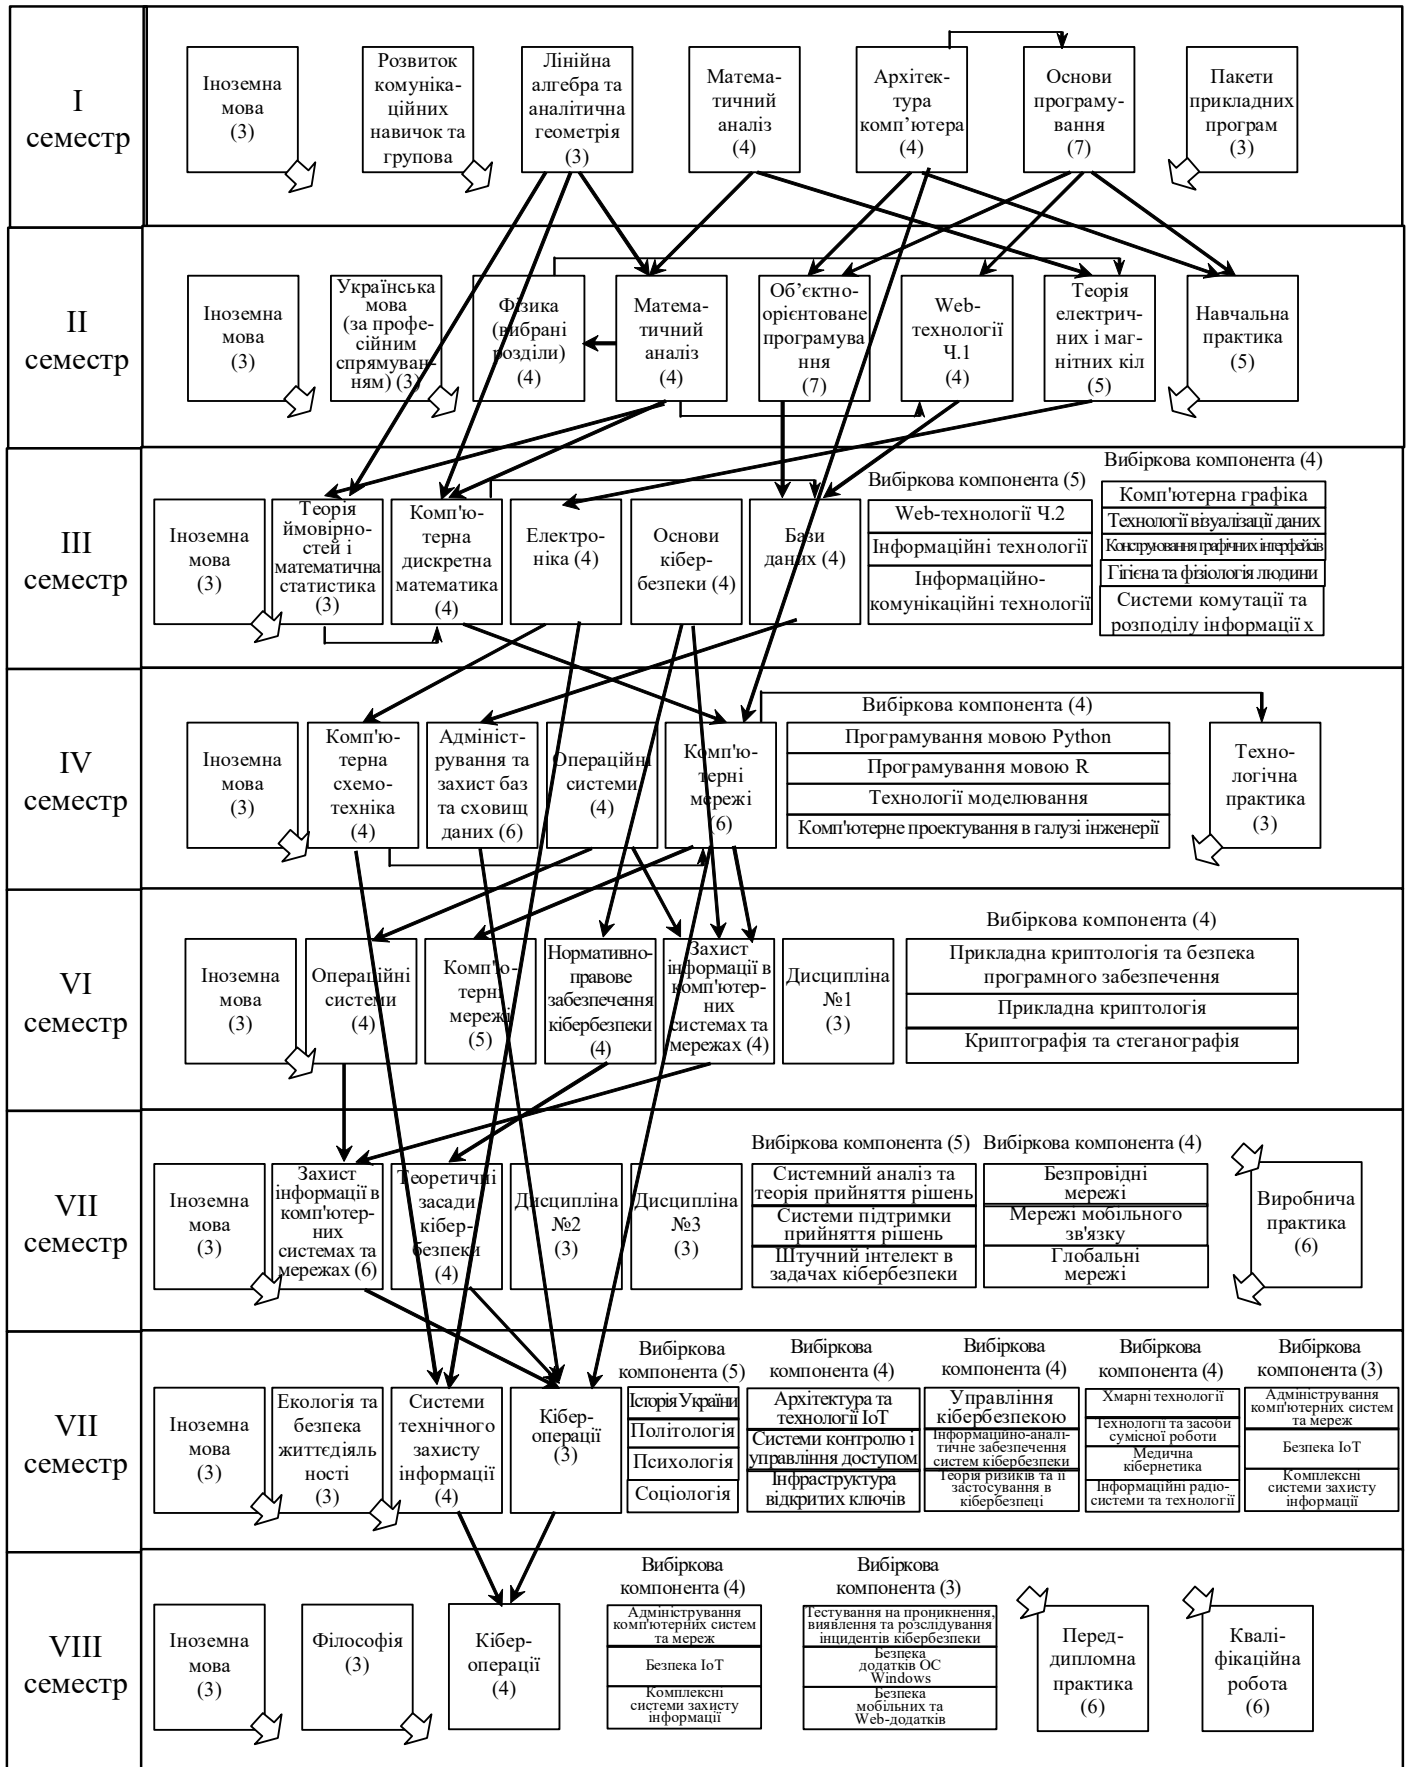 I
семестр
Іноземна
мова
(3)
Розвиток
комуніка-
ційних
навичок та
групова
Лінійна
алгебра та
аналітична
геометрія
(3)
Матема-
тичний
аналіз
(4)
Архітек-
тура
комп’ютера
(4)
Основи
програму-
вання
(7)
Пакети
прикладних
програм
(3)
II
семестр
Іноземна
мова
(3)
Українська
мова
(за профе-
сійним
спрямуван-
ням) (3)
Фізика
(вибрані
розділи)
(4)
Матема-
тичний
аналіз
(4)
Об’єктно-
орієнтоване
програмува
ння
(7)
Web-
технології
Ч.1
(4)
Теорія
електрич-
них і маг-
нітних кіл
(5)
Навчальна
практика
(5)
III
семестр
Іноземна
мова
(3)
Теорія
ймовірно-
стей і
математична
статистика
(3)
Комп'ю-
терна
дискретна
математика
(4)
Електро-
ніка (4)
Основи
кібер-
безпеки
(4)
Бази
даних (4)
Вибіркова компонента (5)
Web-технології Ч.2
Інформаційні технології
Інформаційно-
комунікаційні технології
Вибіркова компонента (4)
Комп'ютерна графіка
Технології візуалізації даних
Конструювання графічних інтерфейсів
Гігієна та фізіологія людини
Системи комутації та
розподілу інформації х
IV
семестр
Іноземна
мова
(3)
Комп'ю-
терна
схемо-
техніка
(4)
Адмініст-
рування та
захист баз
та сховищ
даних (6)
Операційні
системи
(4)
Комп'ю-
терні
мережі
(6)
Вибіркова компонента (4)
Програмування мовою Python
Програмування мовою R
Технології моделювання
Комп'ютерне проектування в галузі інженерії
Техно-
логічна
практика
(3)
VI
семестр
Іноземна
мова
(3)
Операційні
системи
(4)
Комп'ю-
терні
мережі
(5)
Нормативно-
правове
забезпечення
кібербезпеки
(4)
Захист
інформації в
комп'ютер-
них
системах та
мережах (4)
Дисципліна
№1
(3)
Вибіркова компонента (4)
Прикладна криптологія та безпека
програмного забезпечення
Прикладна криптологія
Криптографія та стеганографія
VII
семестр
Іноземна
мова
(3)
Захист
інформації в
комп'ютер-
них
системах та
мережах (6)
Теоретичні
засади
кібер-
безпеки
(4)
Дисципліна
№2
(3)
Дисципліна
№3
(3)
Вибіркова компонента (5)
Системний аналіз та
теорія прийняття рішень
Системи підтримки
прийняття рішень
Штучний інтелект в
задачах кібербезпеки
Вибіркова компонента (4)
Безпровідні
мережі
Мережі мобільного
зв'язку
Глобальні
мережі
Виробнича
практика
(6)
VII
семестр
Іноземна
мова
(3)
Екологія та
безпека
життєдіяль
ності
(3)
Системи
технічного
захисту
інформації
(4)
Кібер-
операції
(3)
Вибіркова
компонента (5)
Історія України
Політологія
Психологія
Соціологія
Вибіркова
компонента (4)
Архітектура та
технології IoT
Системи контролю і
управління доступом
Інфраструктура
відкритих ключів
Вибіркова
компонента (4)
Управління
кібербезпекою
Інформаційно-аналі-
тичне забезпечення
систем кібербезпеки
Теорія ризиків та її
застосування в
кібербезпеці
Вибіркова
компонента (4)
Хмарні технології
Технології та засоби
сумісної роботи
Медична
кібернетика
Інформаційні радіо-
системи та технології
Вибіркова
компонента (3)
Адміністрування
комп'ютерних систем
та мереж
Безпека IoT
Комплексні
системи захисту
інформації
VIII
семестр
Іноземна
мова
(3)
Філософія
(3)
Кібер-
операції
(4)
Вибіркова
компонента (4)
Адміністрування
комп'ютерних систем
та мереж
Безпека IoT
Комплексні
системи захисту
інформації
Вибіркова
компонента (3)
Тестування на проникнення,
виявлення та розслідування
інцидентів кібербезпеки
Безпека
додатків ОС
Windows
Безпека
мобільних та
Web-додатків
Перед-
дипломна
практика
(6)
Квалі-
фікаційна
робота
(6)